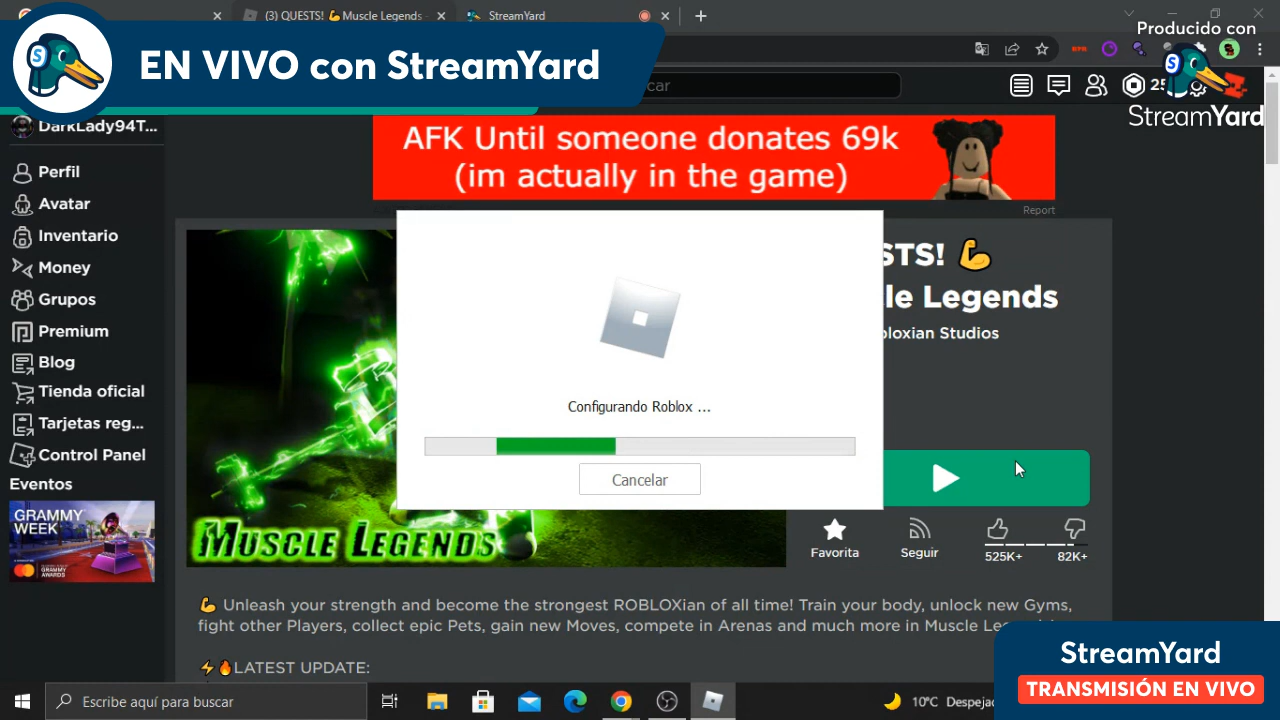 (3) QUESTS! 💪 Muscle Legends -
StreamYard
EN VIVO con StreamYard
Producido con
StreamYard
car
DarkLady94T...
AFK Until someone donates 69k
(im actually in the game)
Report
Perfil
Avatar
Inventario
Money
Grupos
Premium
Blog
Tienda oficial
Tarjetas reg...
Control Panel
Eventos
GRAMMY
WEEK
Configurando Roblox ...
Cancelar
STS! 💪
le Legends
bloxian Studios
MUSCLE LEGENDS
Favorita
Seguir
525K+
82K+
💪 Unleash your strength and become the strongest ROBLOXian of all time! Train your body, unlock new Gyms,
fight other Players, collect epic Pets, gain new Moves, compete in Arenas and much more in Muscle
⚡🔥LATEST UPDATE:
StreamYard
TRANSMISIÓN EN VIVO
Escribe aquí para buscar
10°C Despejad